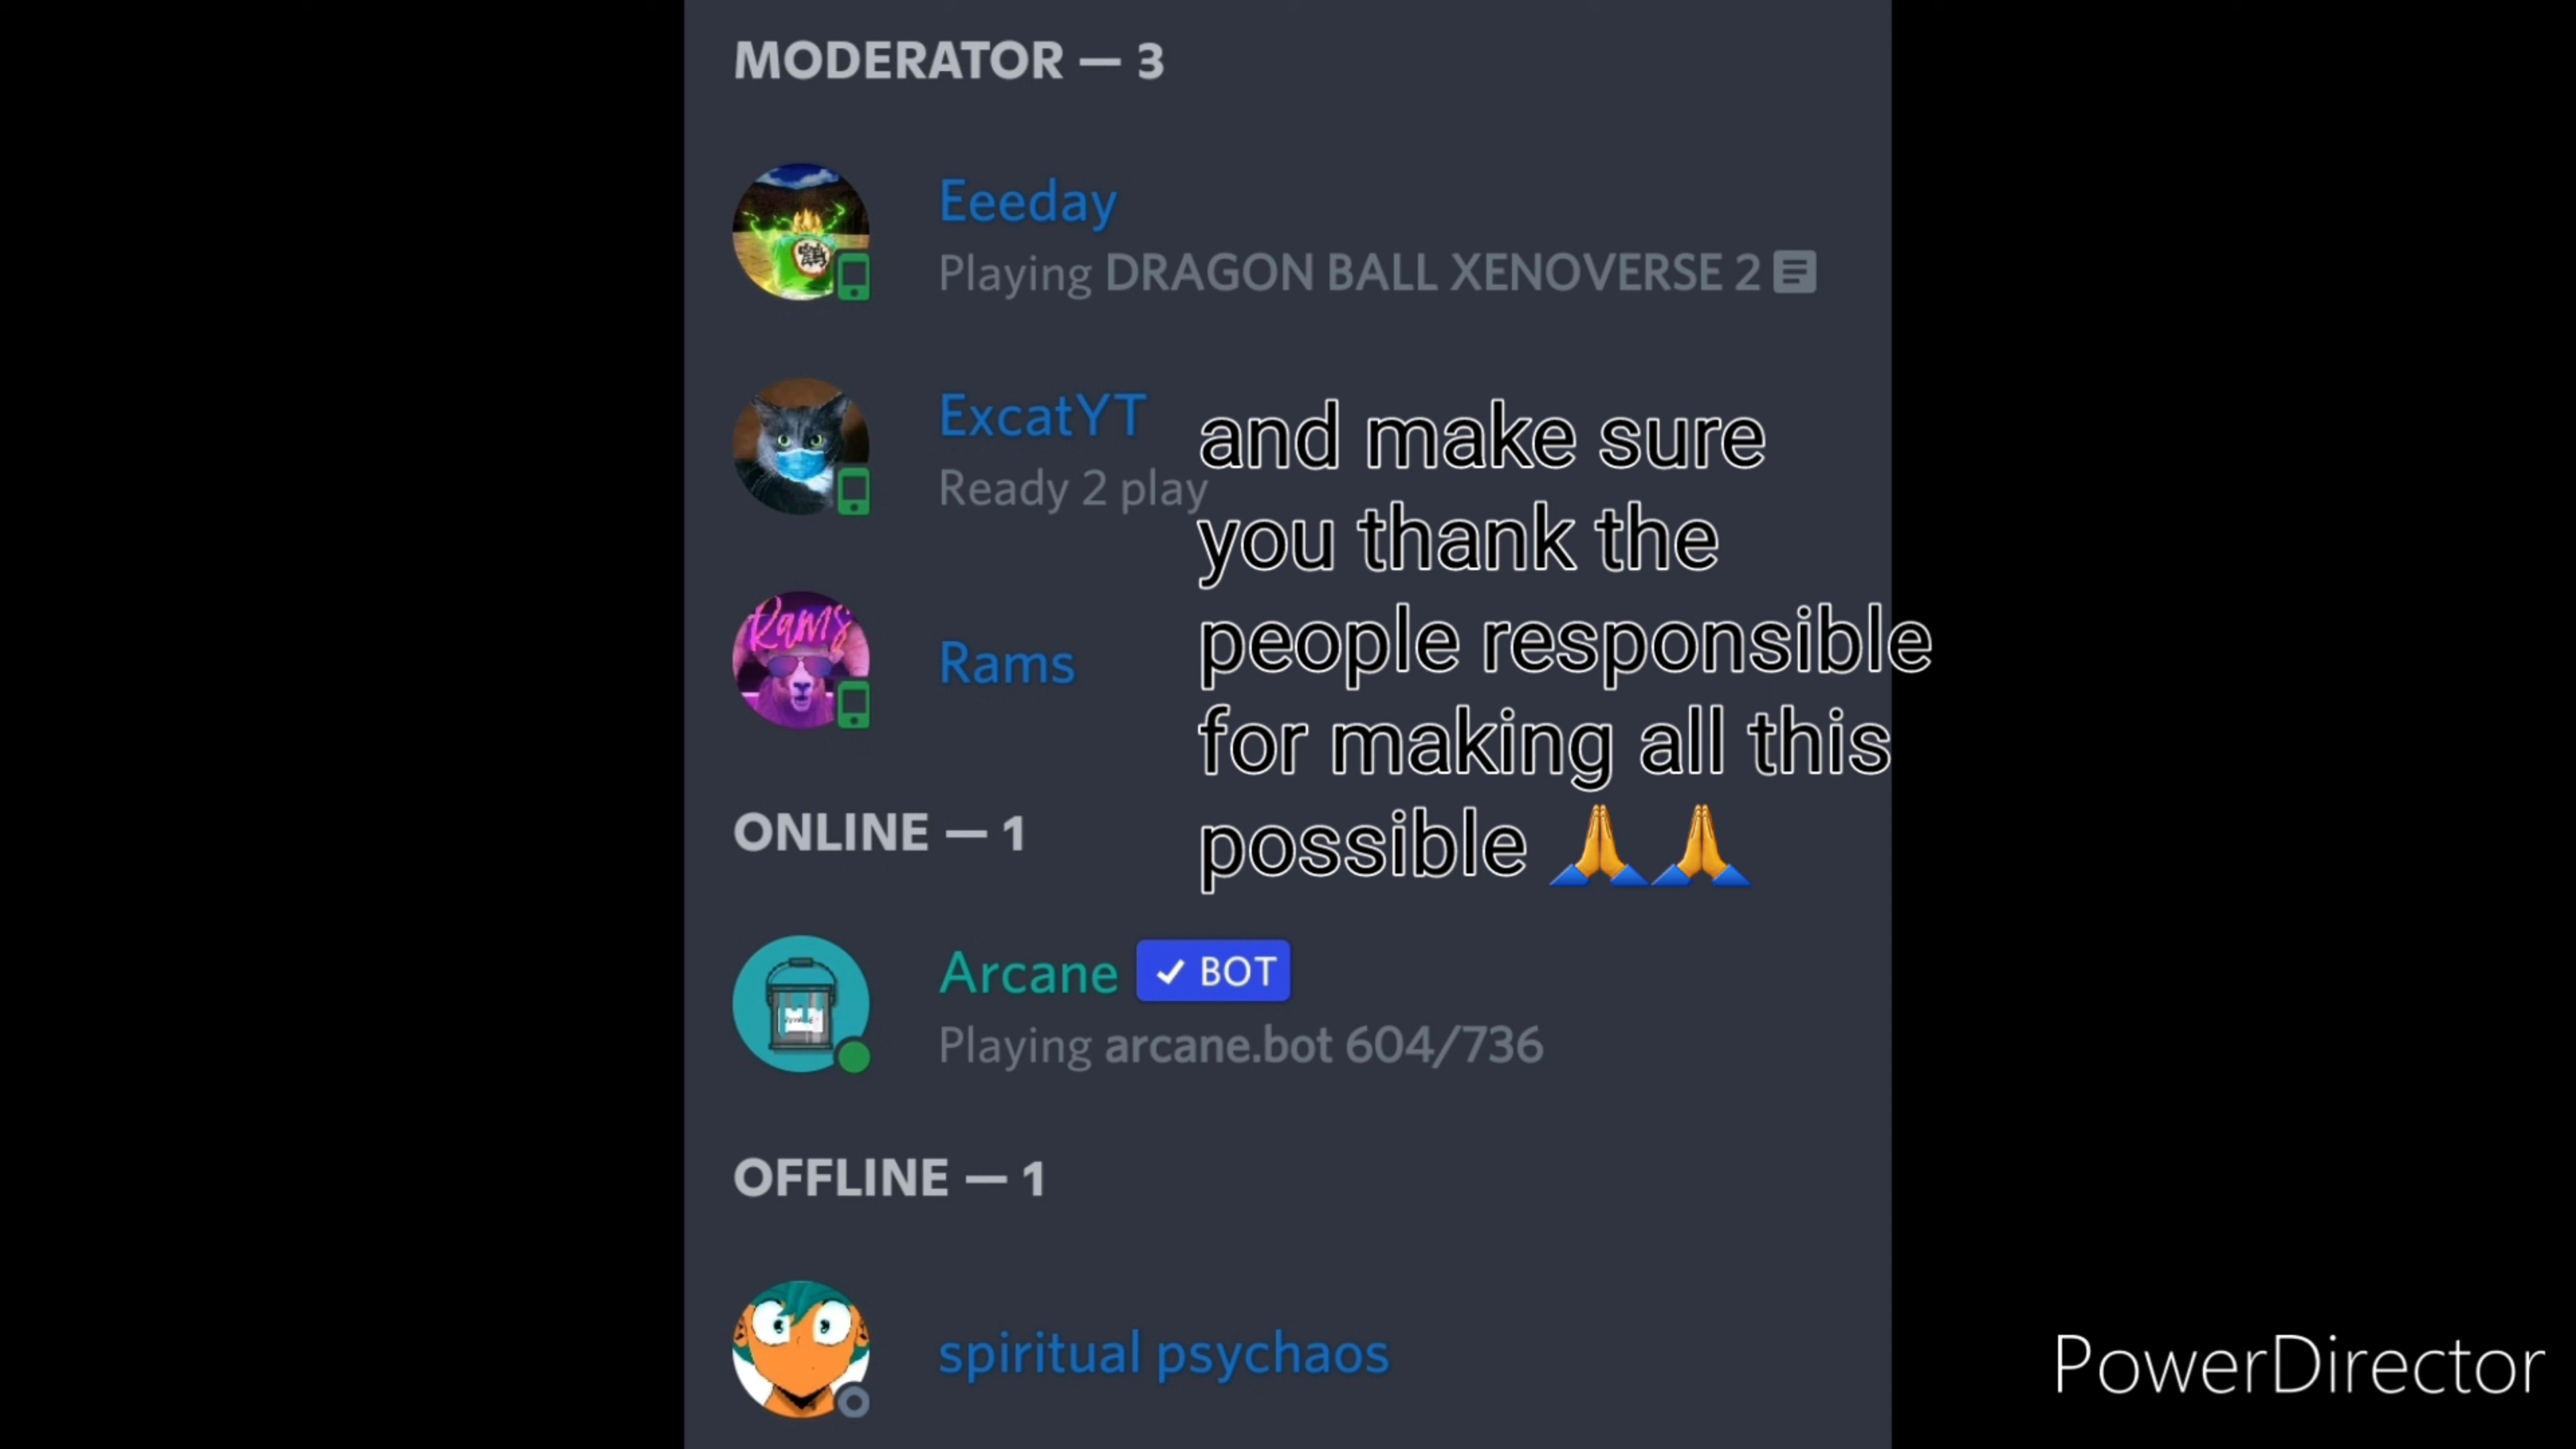 MODERATOR — 3
Eeeday
Playing DRAGON BALL XENOVERSE 2
ExcatYT
Ready 2 play
and make sure
you thank the
people responsible
for making all this
possible 🙏🙏
Rams
Rams
ONLINE — 1
Arcane ✓ BOT
Playing arcane.bot 604/736
OFFLINE — 1
spiritual psychaos
PowerDirector